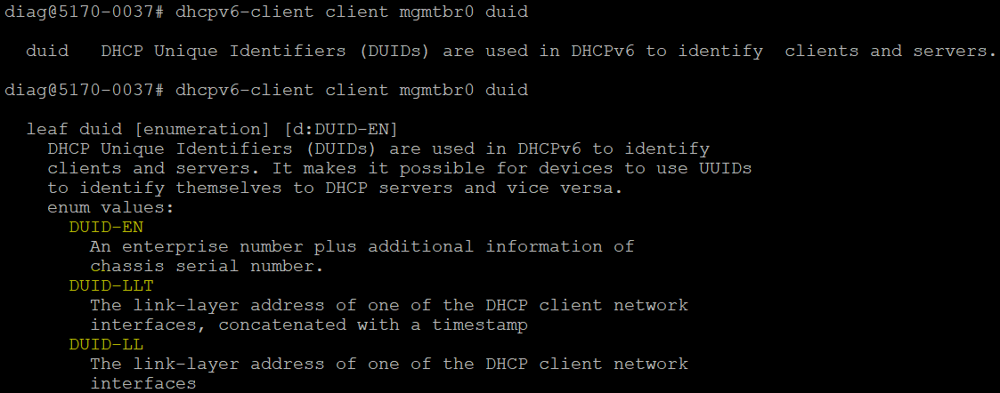 diag@5170-0037# dhcpv6-client client mgmtbr0 duid
duid   DHCP Unique Identifiers (DUIDs) are used in DHCPv6 to identify  clients and servers.
diag@5170-0037# dhcpv6-client client mgmtbr0 duid
leaf duid [enumeration] [d:DUID-EN]
DHCP Unique Identifiers (DUIDs) are used in DHCPv6 to identify
clients and servers. It makes it possible for devices to use UUIDs
to identify themselves to DHCP servers and vice versa.
enum values:
DUID-EN
An enterprise number plus additional information of
chassis serial number.
DUID-LLT
The link-layer address of one of the DHCP client network
interfaces, concatenated with a timestamp
DUID-LL
The link-layer address of one of the DHCP client network
interfaces